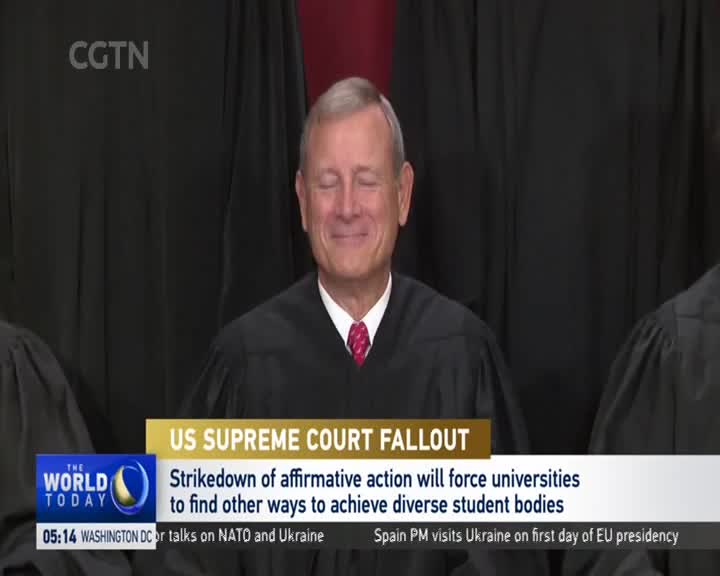 CGTN
US SUPREME COURT FALLOUT
THE
WORLD
TODAY
Strikedown of affirmative action will force universities
to find other ways to achieve diverse student bodies
05:14 WASHINGTON DC
or talks on NATO and Ukraine Spain PM visits Ukraine on first day of EU presidency